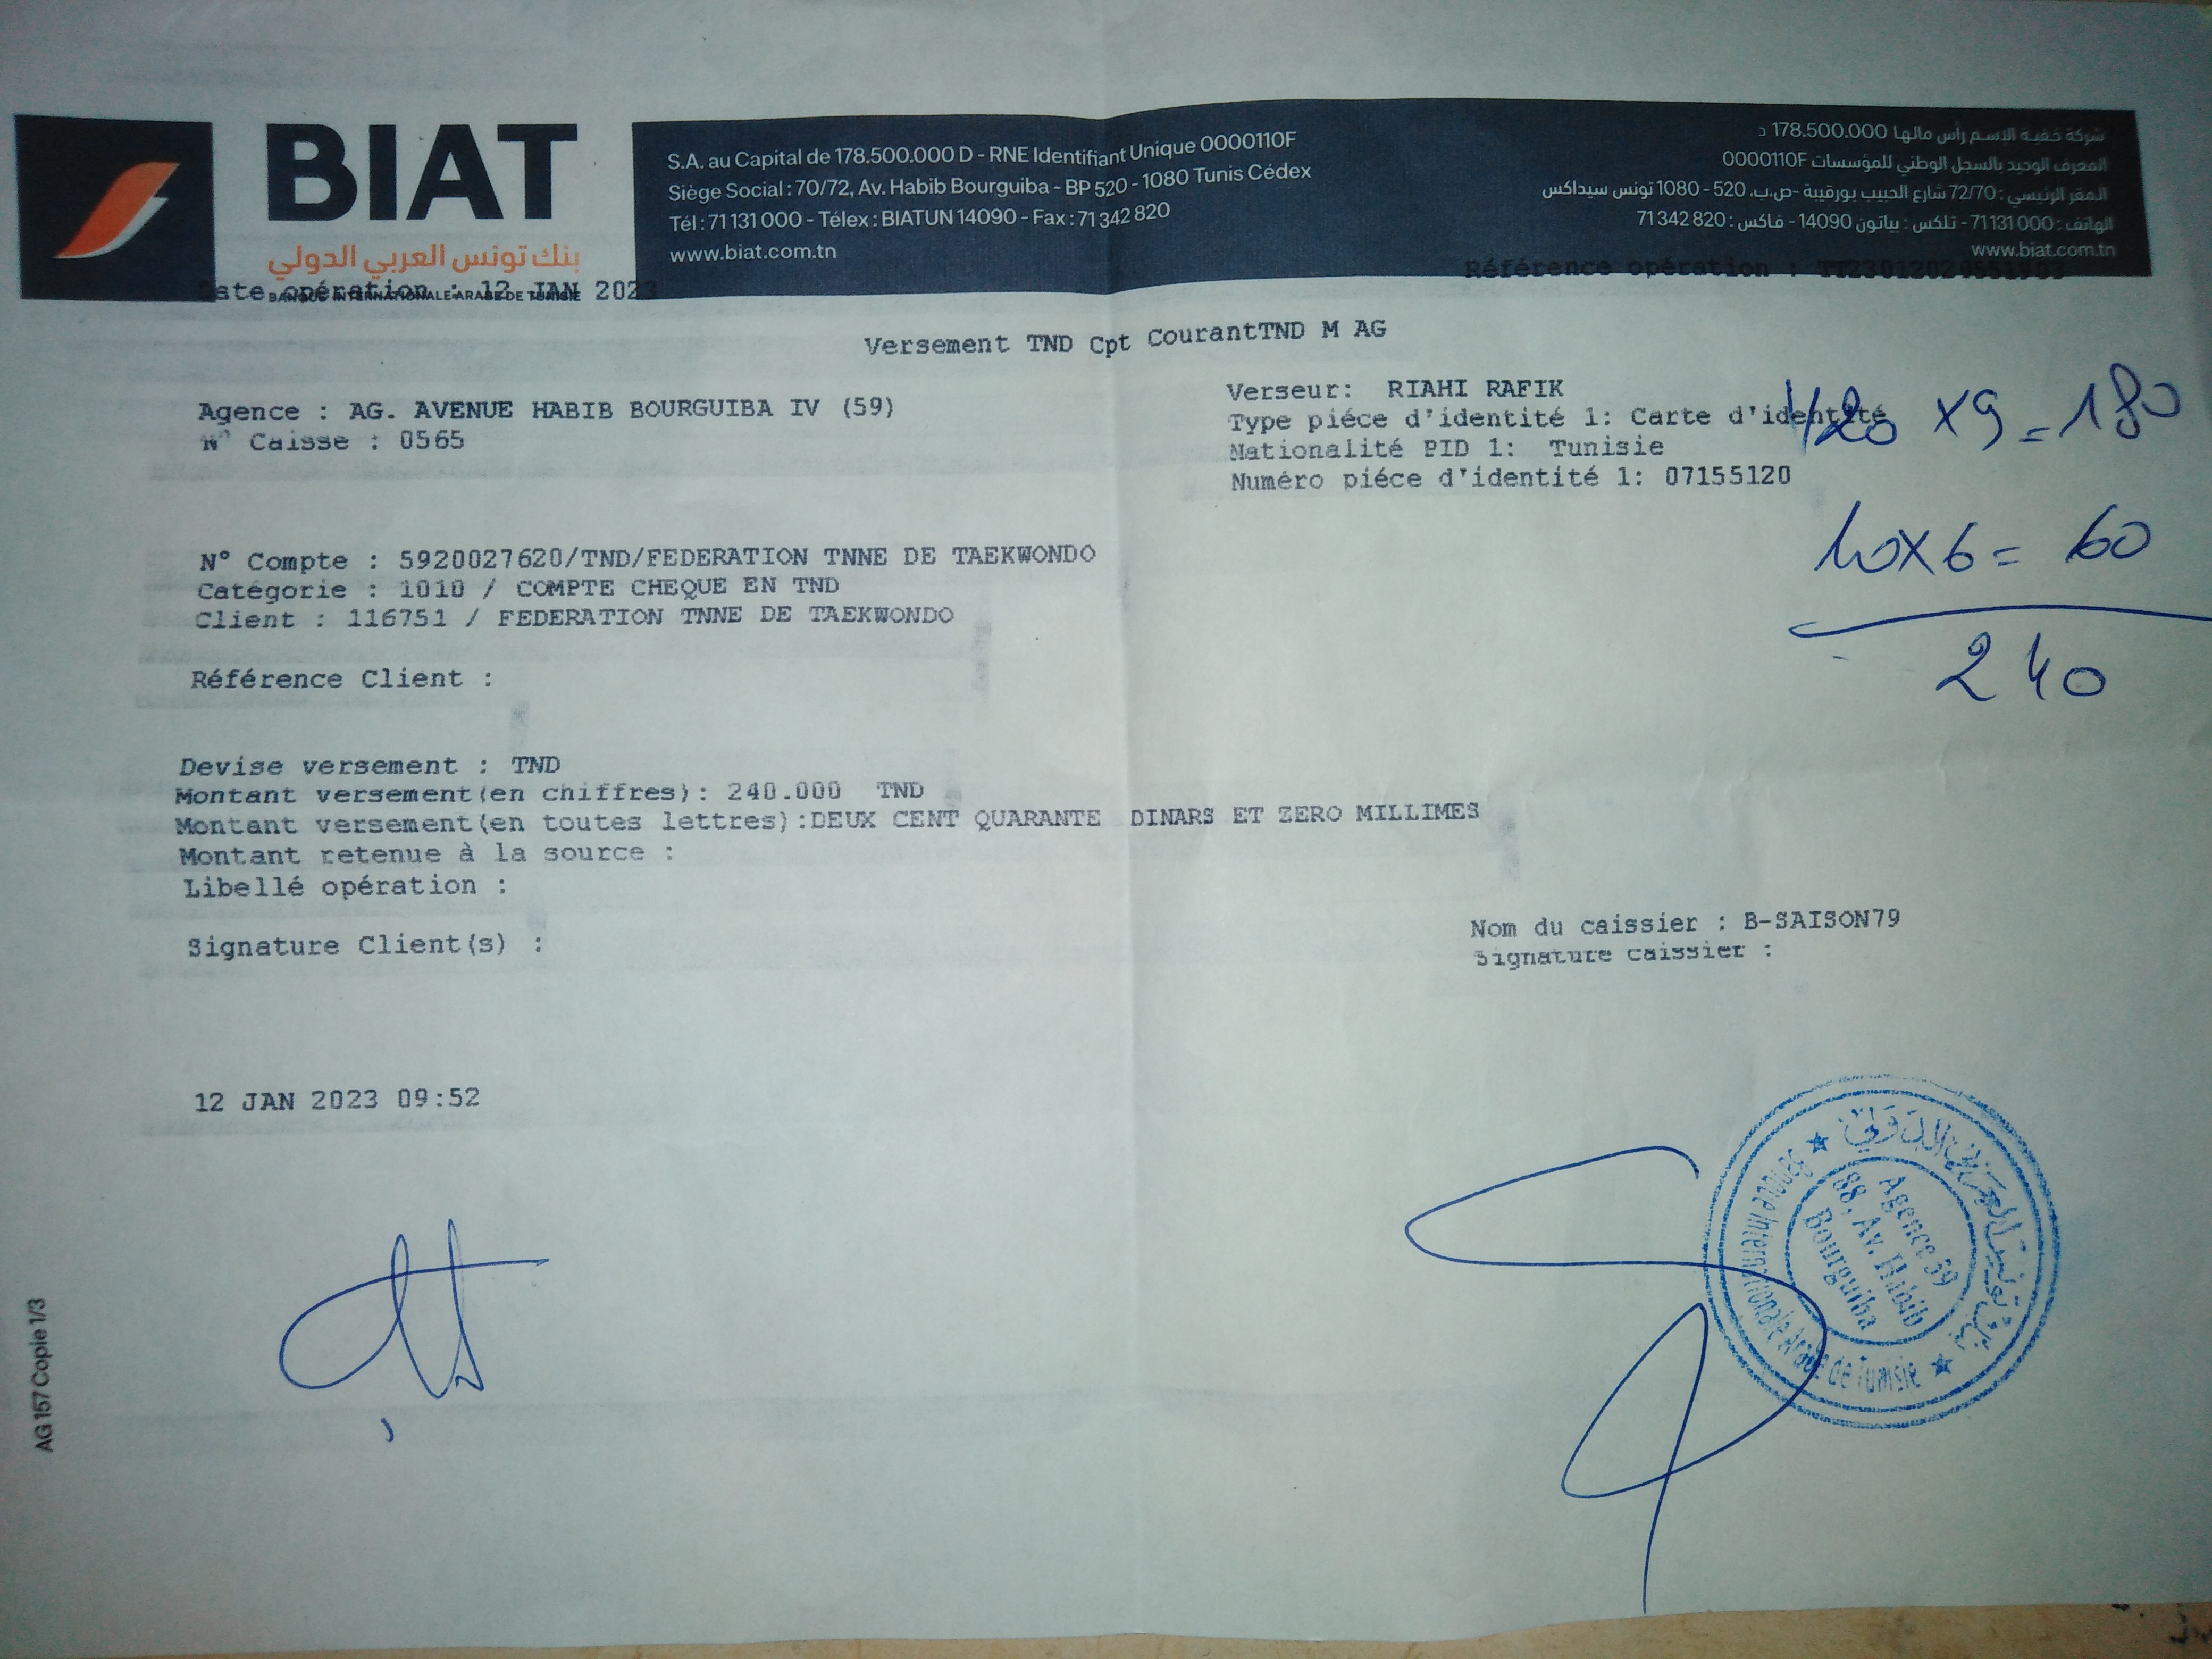 BIAT
بنك تونس العربي الدولي
BANQUE INTERNATIONALE ARABE DE TUNISIE
S.A. au Capital de 178.500.000 D - RNE Identifiant Unique 0000110F
Siège Social : 70/72, Av. Habib Bourguiba - BP 520 - 1080 Tunis Cédex
Tél : 71 131 000 - Télex : BIATUN 14090 - Fax : 71 342 820
www.biat.com.tn
شركة خفية الإسم رأس مالها 178.500.000 د
المعرف الوحيد بالسجل الوطني للمؤسسات 0000110F
المقر الرئيسي : 72/70 شارع الحبيب بورقيبة -ص.ب. 520 - 1080 تونس سيداكس
الهاتف : 71 131 000 - تلكس : بياتون 14090 - فاكس : 71 342 820
www.biat.com.tn
Date opération : 12 JAN 2023
Référence opération :
Versement TND Cpt CourantTND M AG
Agence : AG. AVENUE HABIB BOURGUIBA IV (59)
N° Caisse : 0565
Verseur: RIAHI RAFIK
Type piéce d'identité 1: Carte d'identité
Nationalité PID 1: Tunisie
Numéro piéce d'identité 1: 07155120
20 x9 = 180
10x6 = 60
240
N° Compte : 5920027620/TND/FEDERATION TNNE DE TAEKWONDO
Catégorie : 1010 / COMPTE CHEQUE EN TND
Client : 116751 / FEDERATION TNNE DE TAEKWONDO
Référence Client :
Devise versement : TND
Montant versement(en chiffres): 240.000 TND
Montant versement(en toutes lettres):DEUX CENT QUARANTE DINARS ET ZERO MILLIMES
Montant retenue à la source :
Libellé opération :
Signature Client(s) :
Nom du caissier : B-SAISON79
Signature caissier :
12 JAN 2023 09:52
بنك تونس العربي الدولي
Banque Internationale Arabe de Tunisie
Agence 59
88, Av. Habib
Bourguiba
AG 157 Copie 1/3